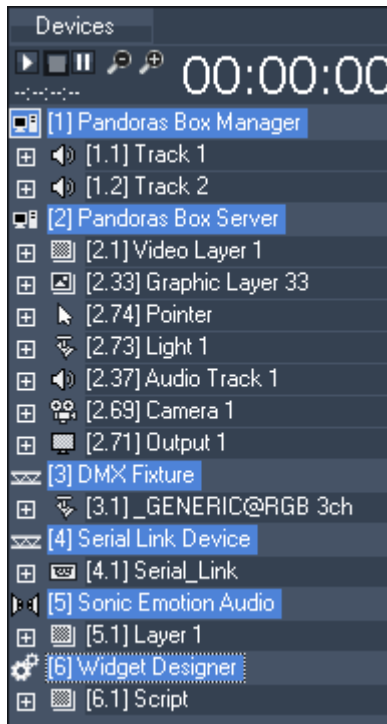 Devices
00:00:00
--:--:--:--
[1] Pandoras Box Manager
[1.1] Track 1
[1.2] Track 2
[2] Pandoras Box Server
[2.1] Video Layer 1
[2.33] Graphic Layer 33
[2.74] Pointer
[2.73] Light 1
[2.37] Audio Track 1
[2.69] Camera 1
[2.71] Output 1
[3] DMX Fixture
[3.1] _GENERIC@RGB 3ch
[4] Serial Link Device
[4.1] Serial_Link
[5] Sonic Emotion Audio
[5.1] Layer 1
[6] Widget Designer
[6.1] Script